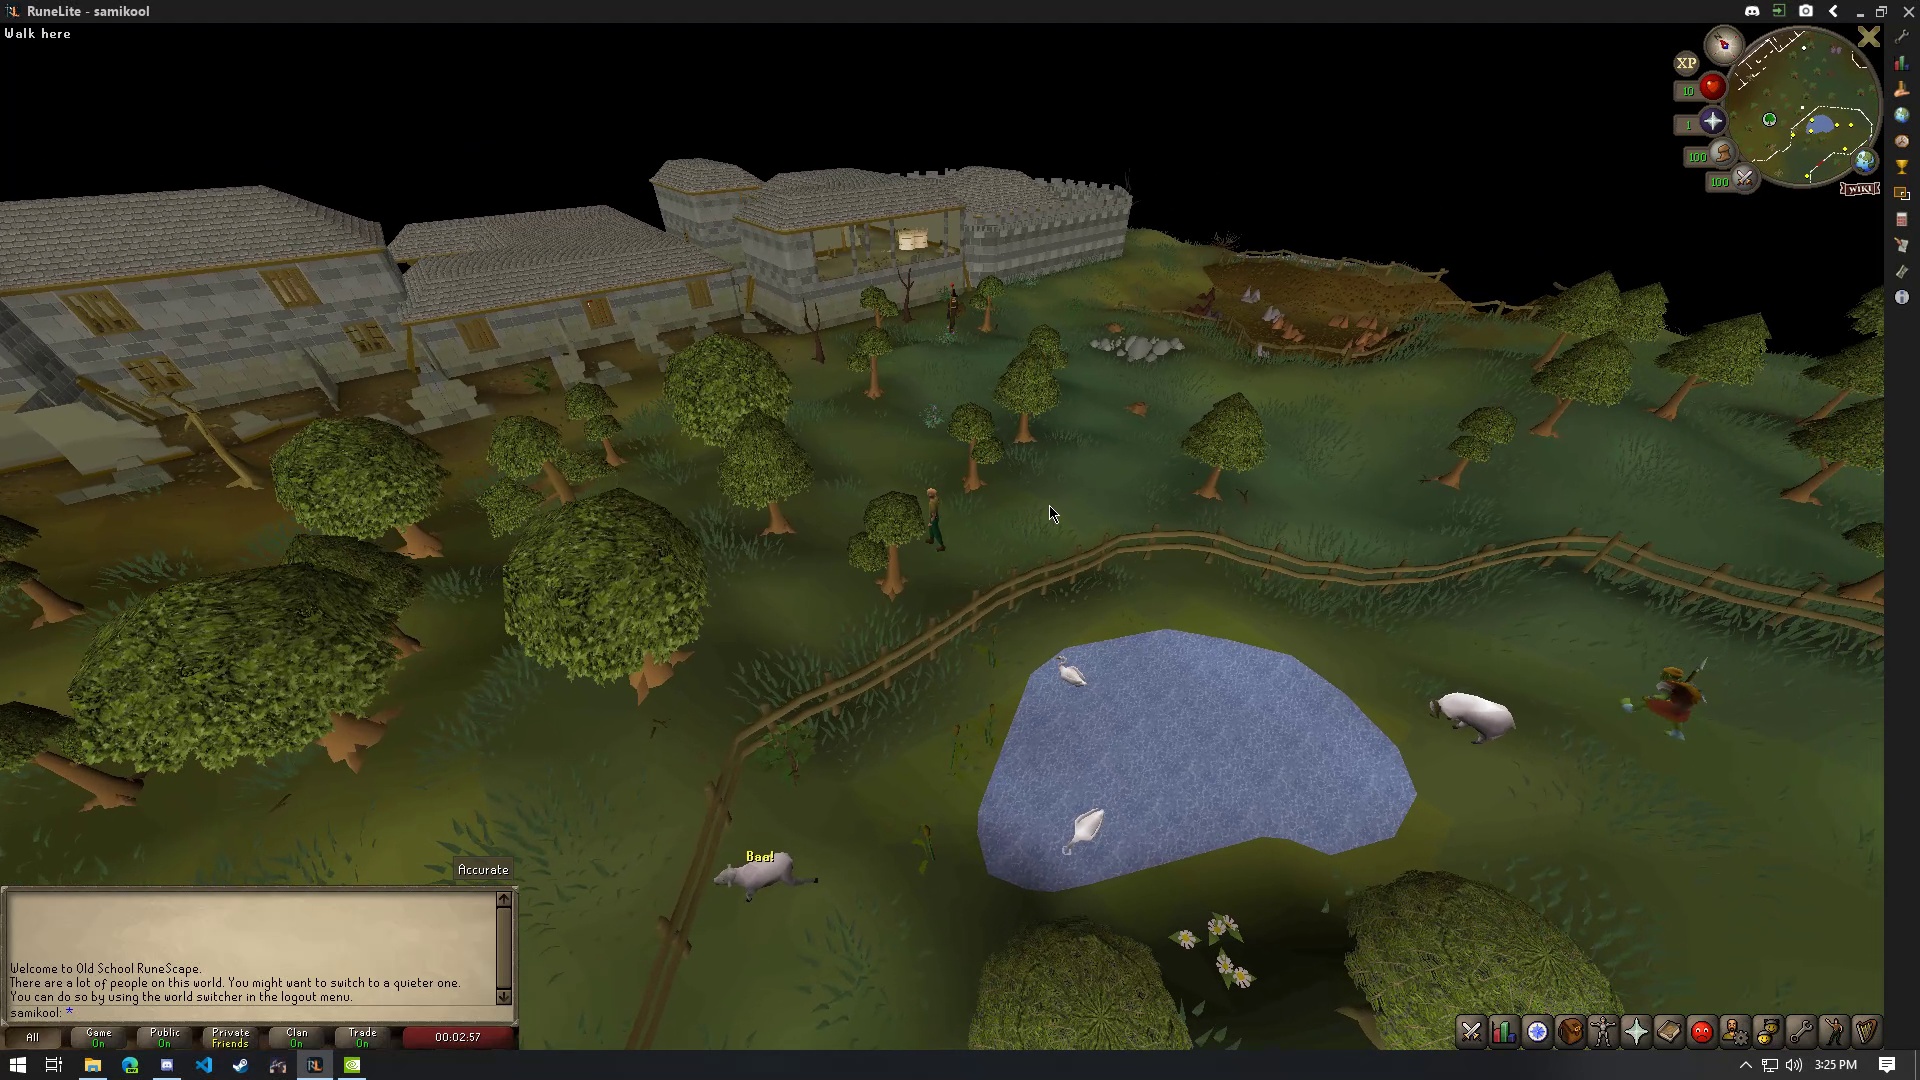 RuneLite - samikool
Walk here
XP
10
1
100
100
WIKI
Baa!
Accurate
Welcome to Old School RuneScape.
There are a lot of people on this world. You might want to switch to a quieter one.
You can do so by using the world switcher in the logout menu.
samikool: *
All
Game
On
Public
On
Private
Friends
Clan
On
Trade
On
00:02:57
3:25 PM